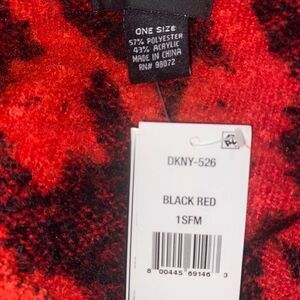 ONE SIZE
57% POLYESTER
43% ACRYLIC
MADE IN CHINA
RN# 98072
DKNY-526
BLACK RED
1SFM
8 00445 69146 3